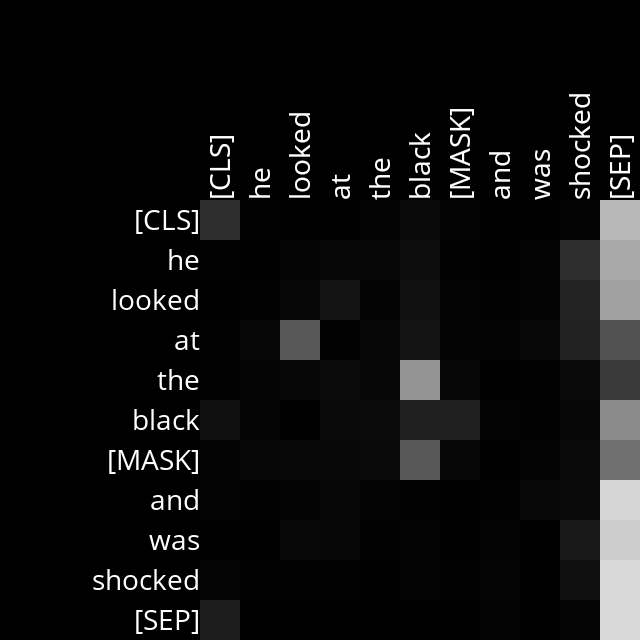 [CLS] he looked at the black [MASK] and was shocked [SEP]
[CLS]
he
looked
at
the
black
[MASK]
and
was
shocked
[SEP]